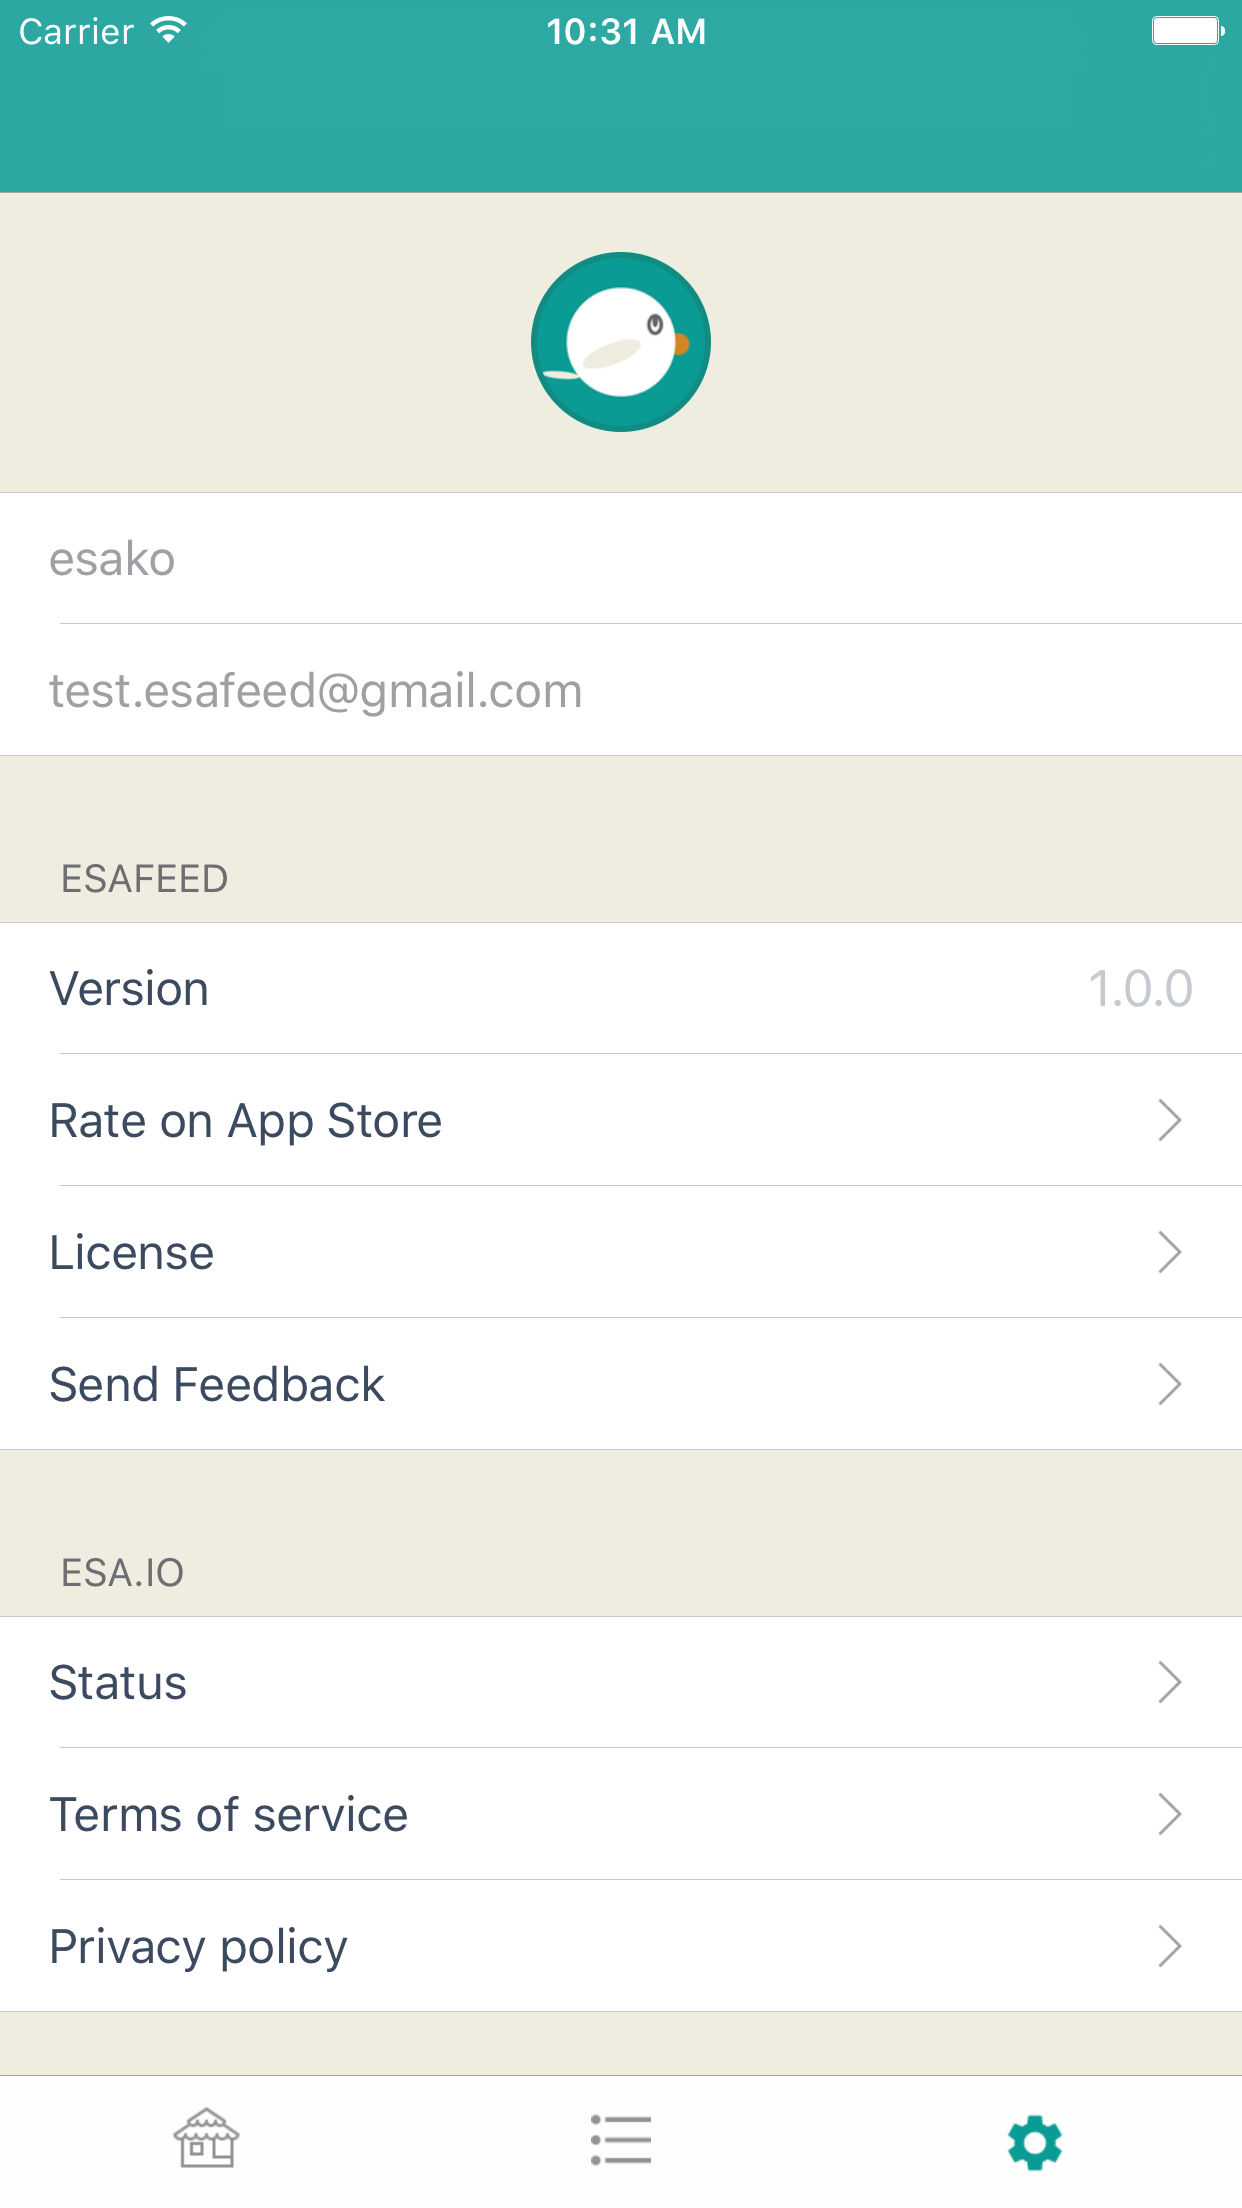 Carrier 10:31 AM
esako
test.esafeed@gmail.com
ESAFEED
Version 1.0.0
Rate on App Store
License
Send Feedback
ESA.IO
Status
Terms of service
Privacy policy